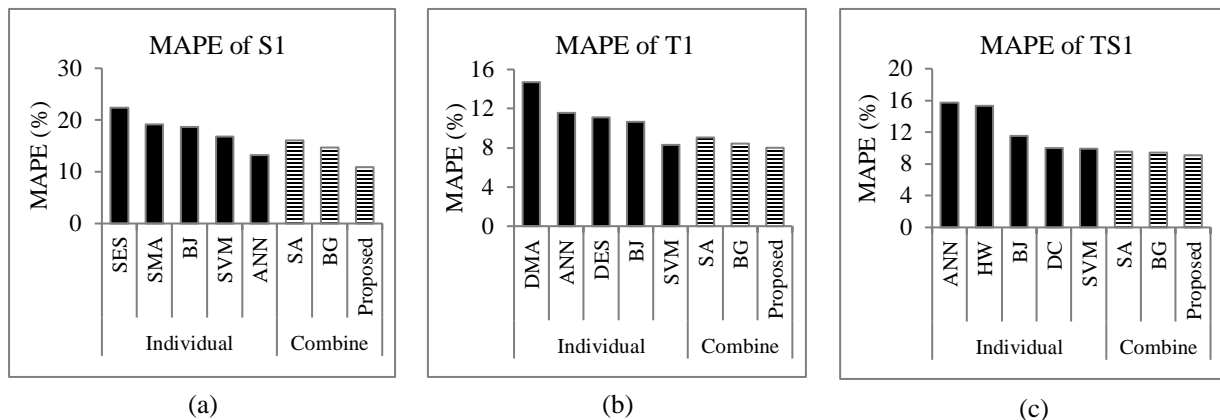 MAPE of S1
MAPE (%)
30
20
10
0
SES
SMA
BJ
SVM
ANN
SA
BG
Proposed
Individual
Combine
(a)
MAPE of T1
MAPE (%)
16
12
8
4
0
DMA
ANN
DES
BJ
SVM
SA
BG
Proposed
Individual
Combine
(b)
MAPE of TS1
MAPE (%)
20
16
12
8
4
0
ANN
HW
BJ
DC
SVM
SA
BG
Proposed
Individual
Combine
(c)